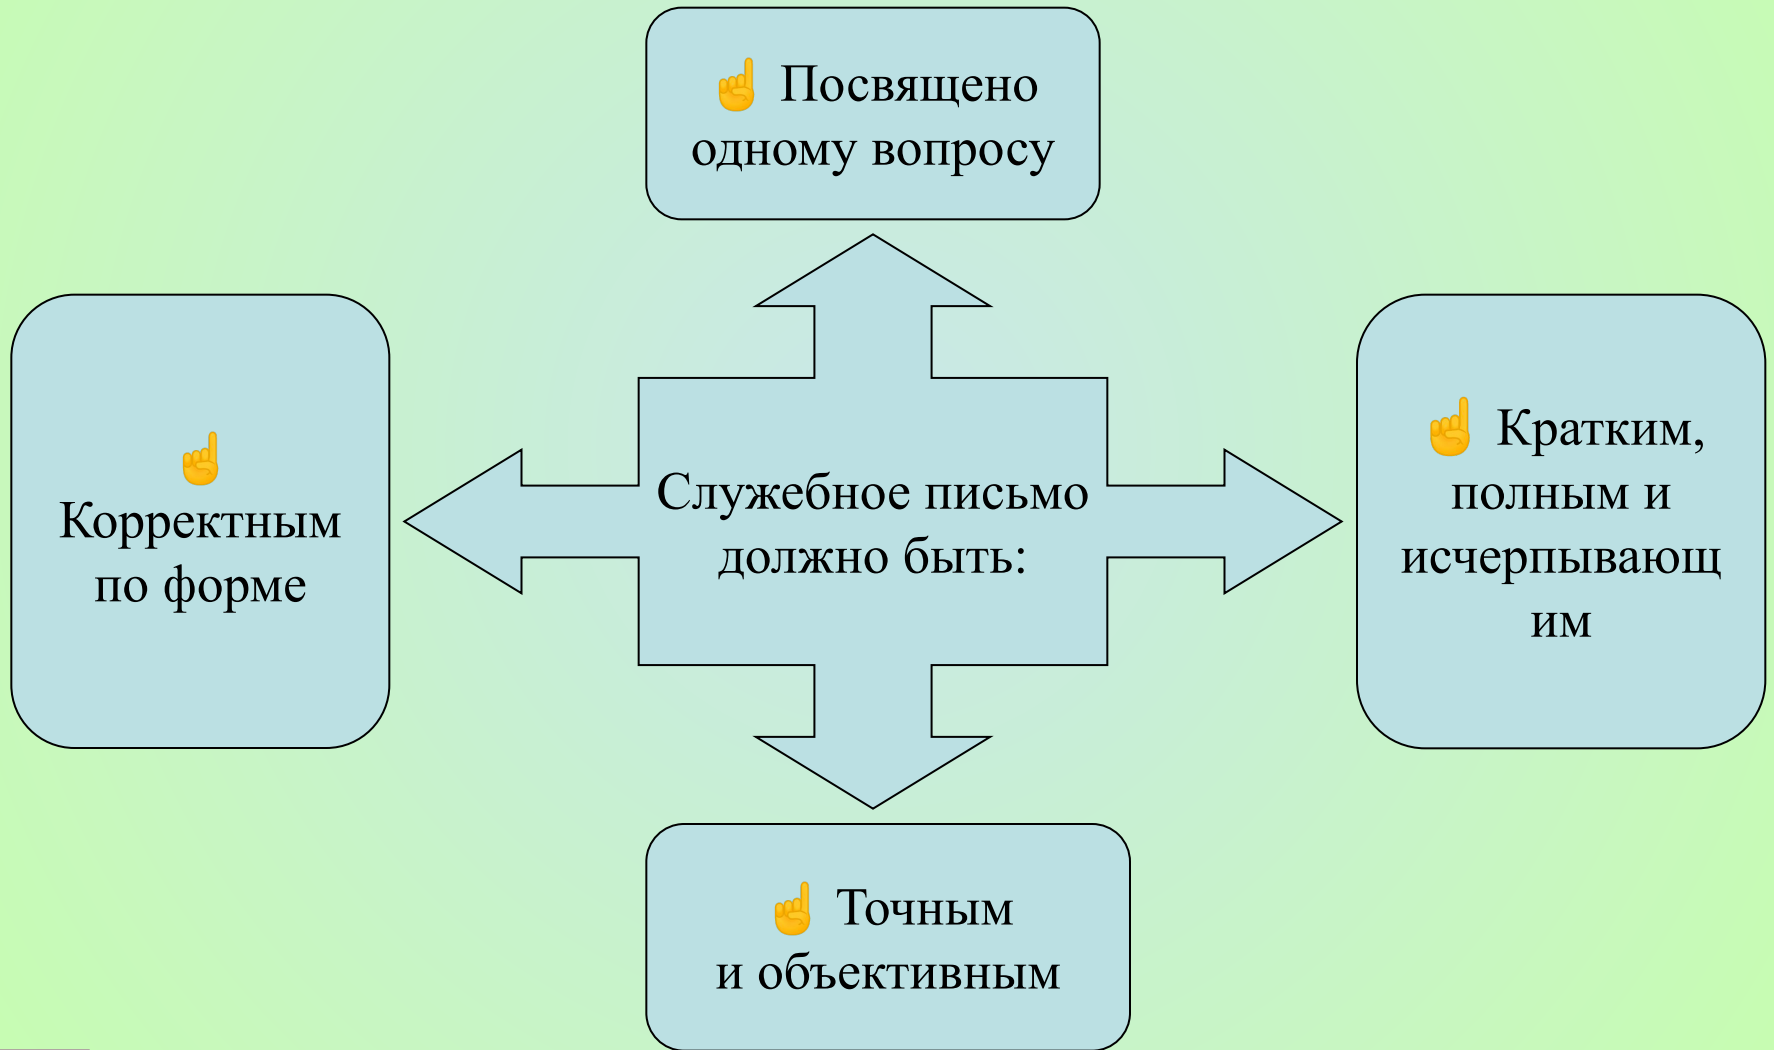 ☝ Посвящено
одному вопросу
☝
Корректным
по форме
Служебное письмо
должно быть:
☝ Кратким,
полным и
исчерпывающ
им
☝ Точным
и объективным